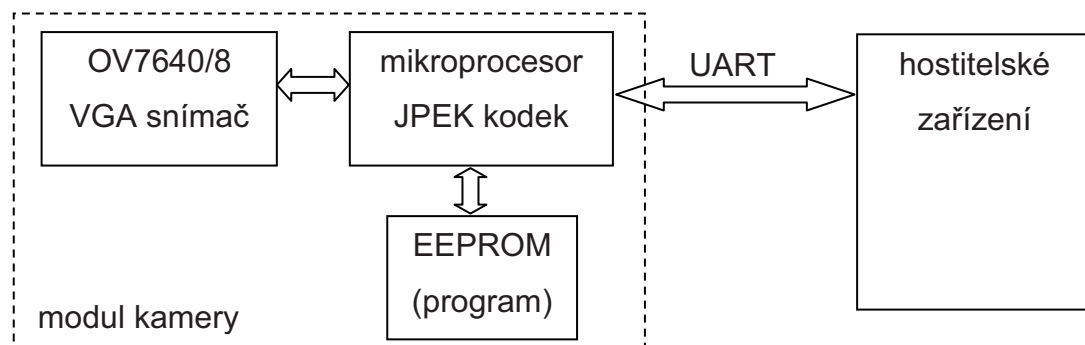 OV7640/8
VGA snímač
mikroprocesor
JPEK kodek
UART
hostitelské
zařízení
EEPROM
(program)
modul kamery